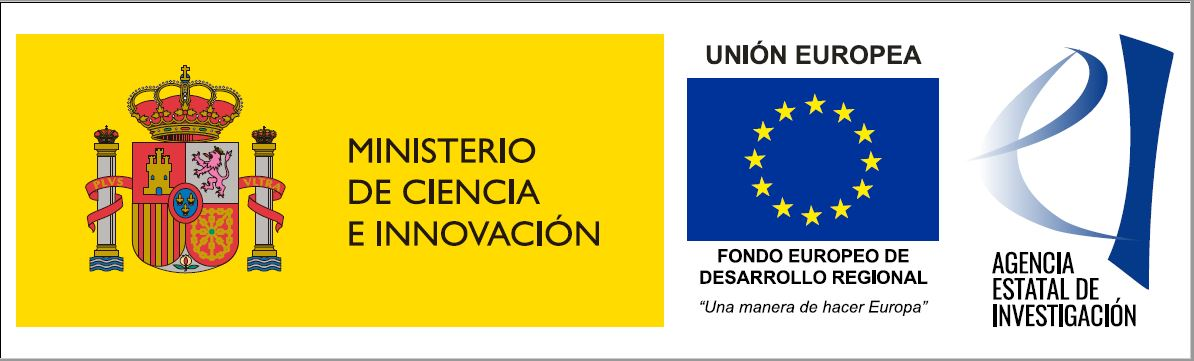 PLVS
VLTRA
MINISTERIO
DE CIENCIA
E INNOVACIÓN
UNIÓN EUROPEA
FONDO EUROPEO DE
DESARROLLO REGIONAL
“Una manera de hacer Europa”
AGENCIA
ESTATAL DE
INVESTIGACIÓN